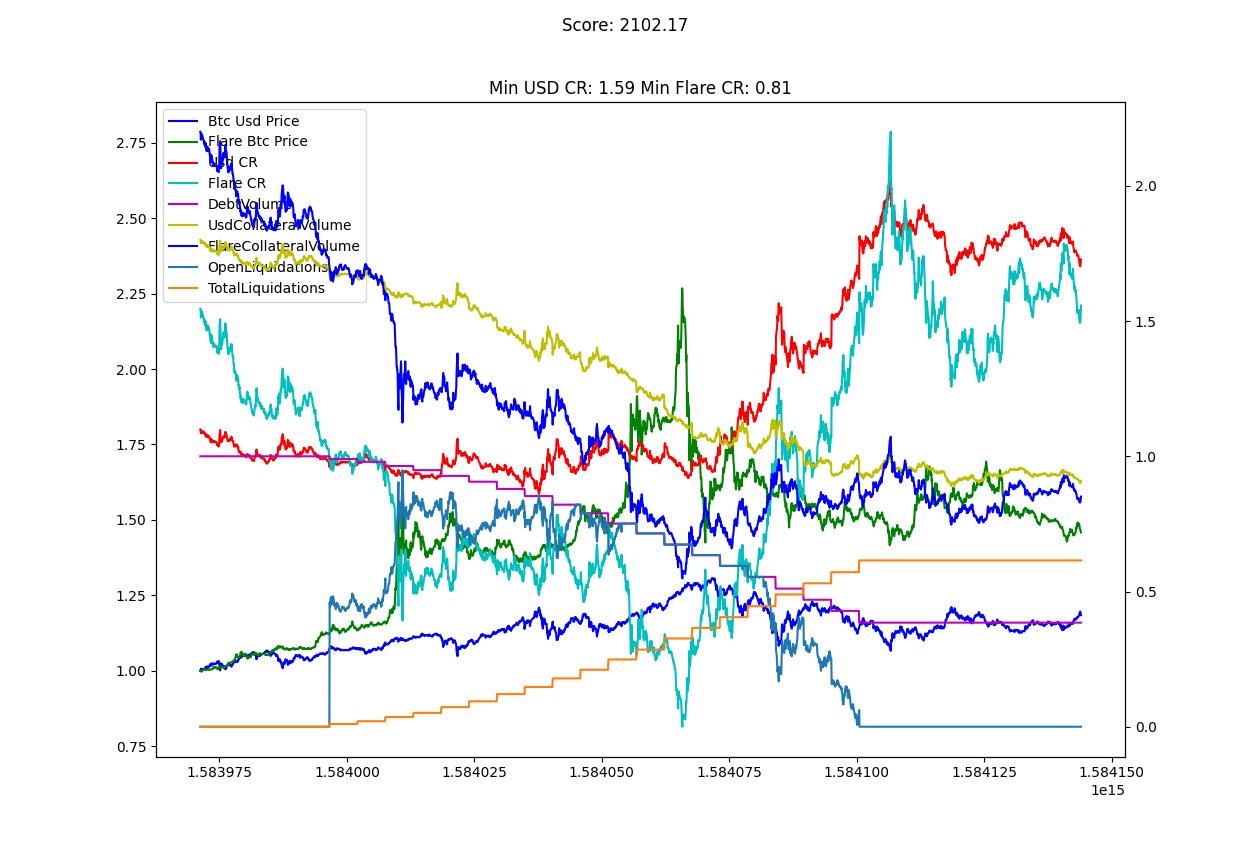 Score: 2102.17
Min USD CR: 1.59 Min Flare CR: 0.81
Btc Usd Price
Flare Btc Price
Usd CR
Flare CR
DebtVolume
UsdCollateralVolume
FlareCollateralVolume
OpenLiquidations
TotalLiquidations
2.75
2.50
2.25
2.00
1.75
1.50
1.25
1.00
0.75
2.0
1.5
1.0
0.5
0.0
1.583975
1.584000
1.584025
1.584050
1.584075
1.584100
1.584125
1.584150
1e15